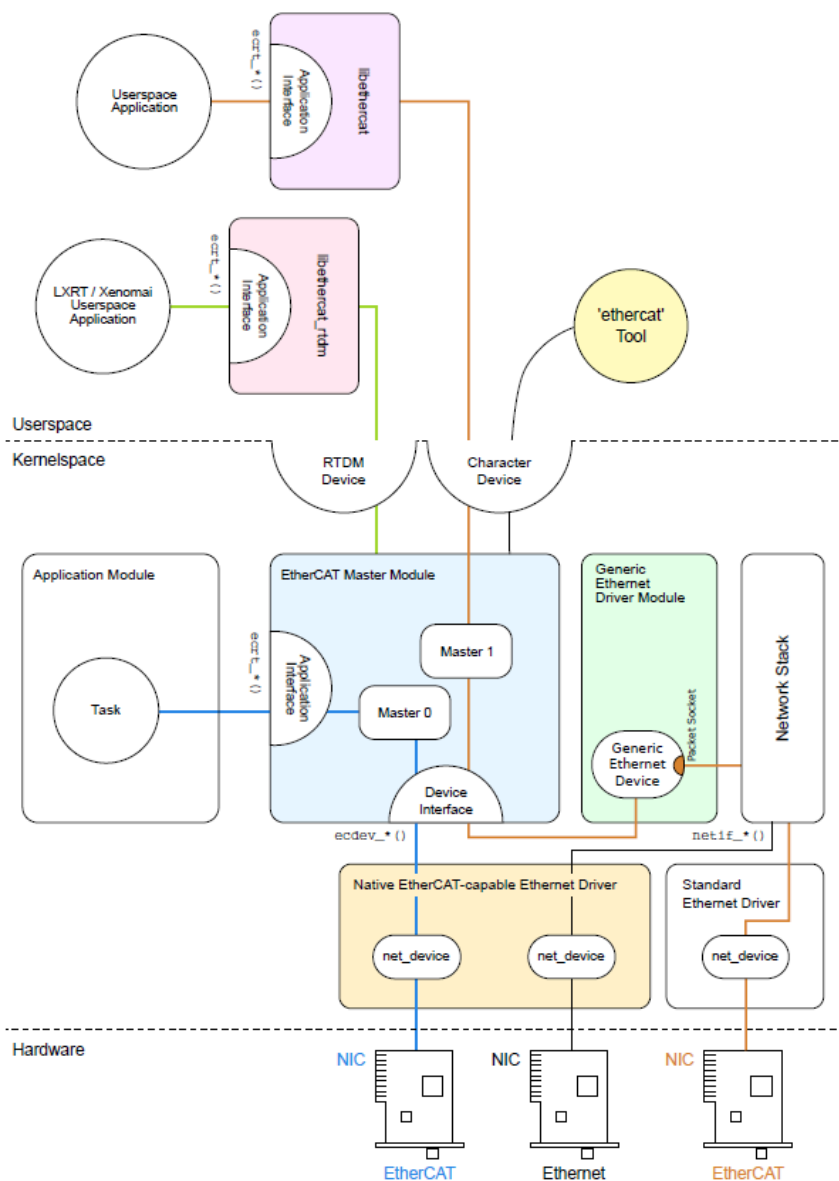 ecrt_*()
Userspace
Application
Application
Interface
libethercat
ecrt_*()
LXRT / Xenomai
Userspace
Application
Application
Interface
libethercat_rtdm
'ethercat'
Tool
Userspace
Kernelspace
RTDM
Device
Character
Device
Application Module
EtherCAT Master Module
Generic
Ethernet
Driver Module
ecrt_*()
Application
Interface
Master 1
Task
Master 0
Network Stack
Packet Socket
Generic
Ethernet
Device
Device
Interface
ecdev_*()
netif_*()
Native EtherCAT-capable Ethernet Driver
Standard
Ethernet Driver
net_device
net_device
net_device
Hardware
NIC
NIC
NIC
EtherCAT
Ethernet
EtherCAT